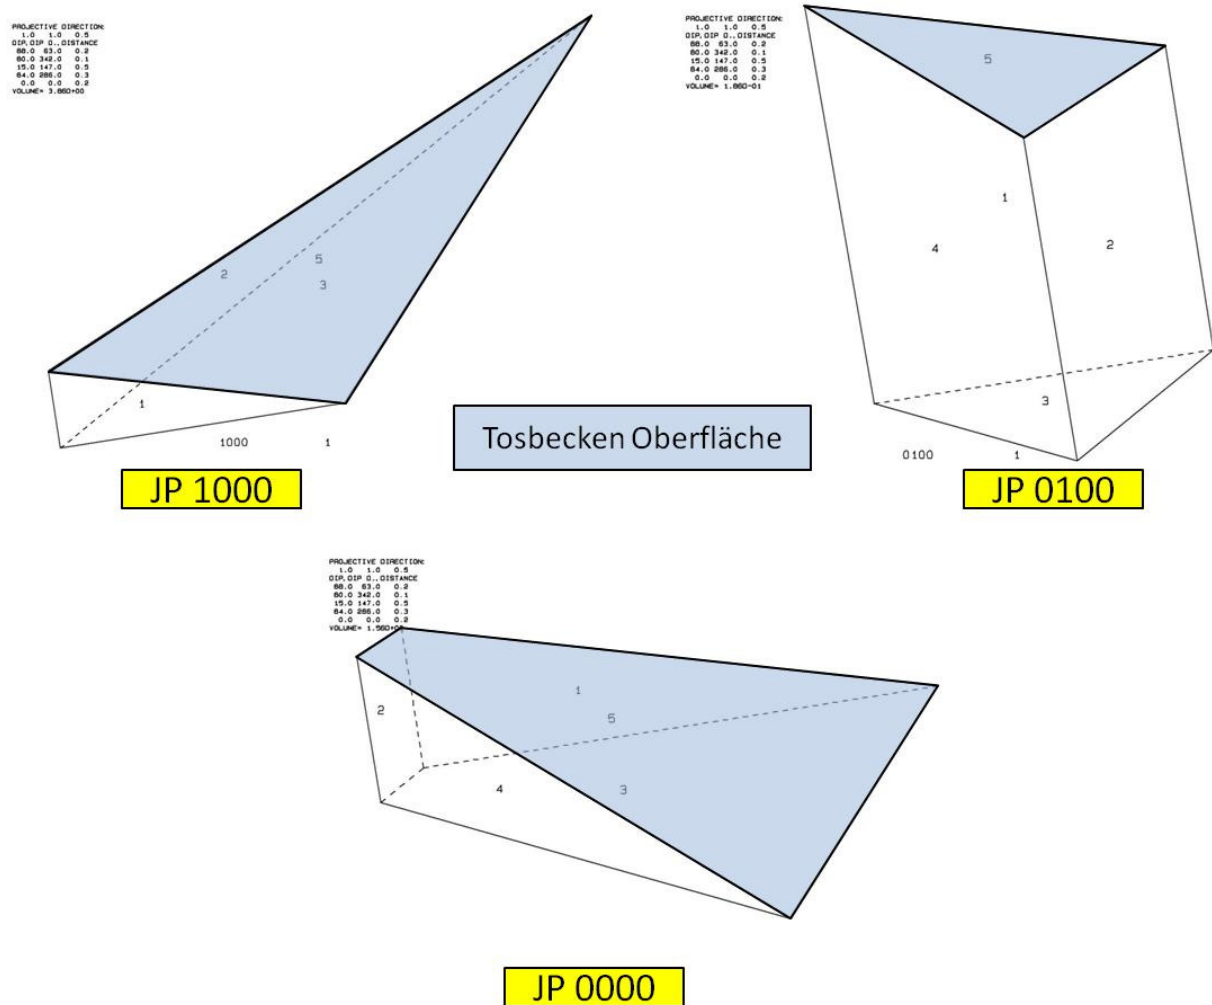 PROJECTIVE DIRECTION:
1.0 1.0 0.5
DIP, DIP D., DISTANCE
88.0 63.0 0.2
80.0 342.0 0.1
15.0 147.0 0.5
84.0 286.0 0.3
0.0 0.0 0.2
VOLUME= 3.86D+00
2
5
3
1
1000 1
JP 1000
PROJECTIVE DIRECTION:
1.0 1.0 0.5
DIP, DIP D., DISTANCE
88.0 63.0 0.2
80.0 342.0 0.1
15.0 147.0 0.5
84.0 286.0 0.3
0.0 0.0 0.2
VOLUME= 1.86D-01
5
1
4
2
3
0100 1
JP 0100
Tosbecken Oberfläche
PROJECTIVE DIRECTION:
1.0 1.0 0.5
DIP, DIP D., DISTANCE
88.0 63.0 0.2
80.0 342.0 0.1
15.0 147.0 0.5
84.0 286.0 0.3
0.0 0.0 0.2
VOLUME=
1
2
5
4
3
JP 0000